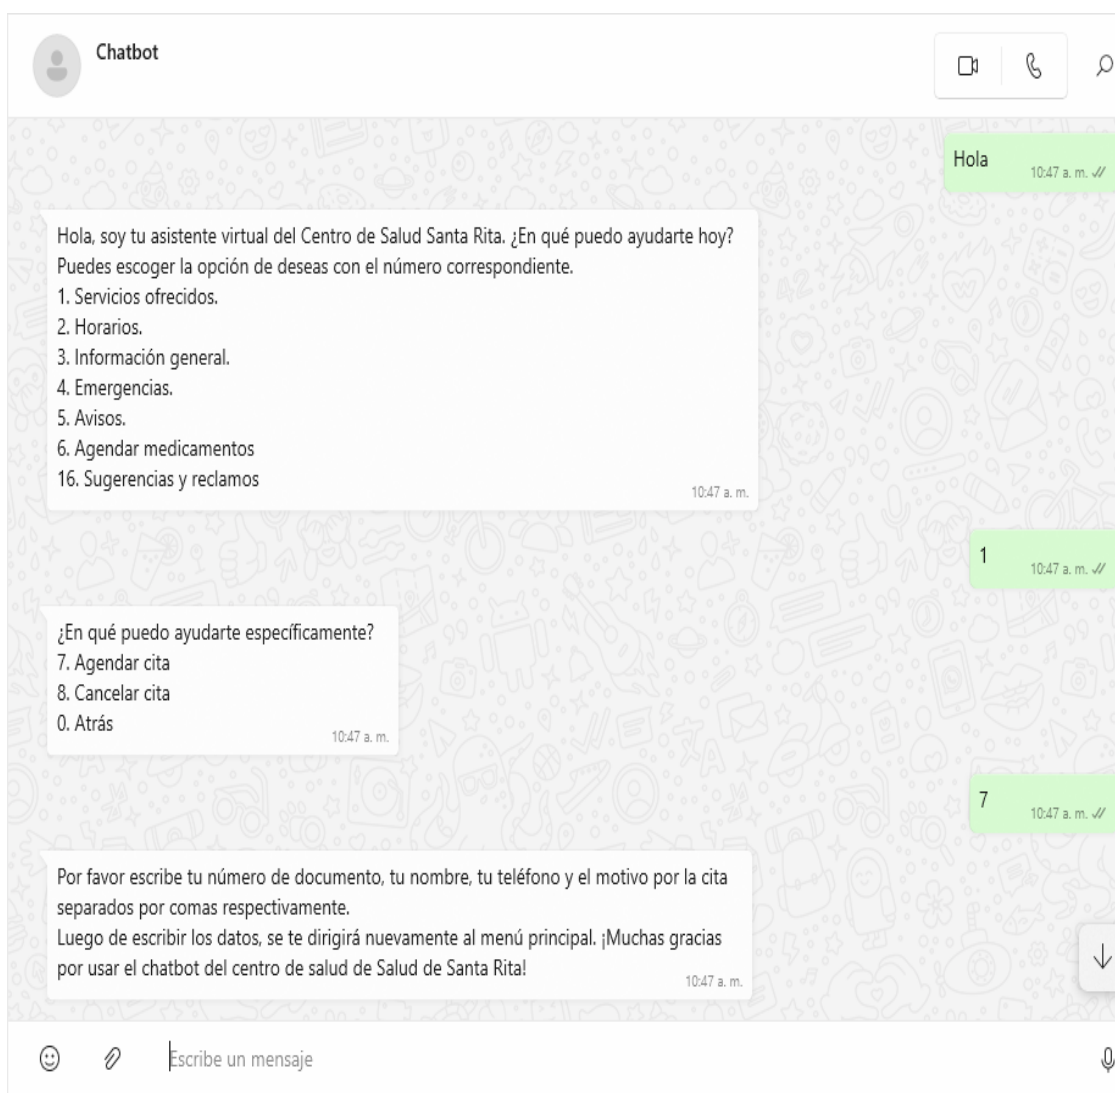 Chatbot
Hola
10:47 a. m.
Hola, soy tu asistente virtual del Centro de Salud Santa Rita. ¿En qué puedo ayudarte hoy?
Puedes escoger la opción de deseas con el número correspondiente.
1. Servicios ofrecidos.
2. Horarios.
3. Información general.
4. Emergencias.
5. Avisos.
6. Agendar medicamentos
16. Sugerencias y reclamos
10:47 a. m.
1
10:47 a. m.
¿En qué puedo ayudarte específicamente?
7. Agendar cita
8. Cancelar cita
0. Atrás
10:47 a. m.
7
10:47 a. m.
Por favor escribe tu número de documento, tu nombre, tu teléfono y el motivo por la cita
separados por comas respectivamente.
Luego de escribir los datos, se te dirigirá nuevamente al menú principal. ¡Muchas gracias
por usar el chatbot del centro de salud de Salud de Santa Rita!
10:47 a. m.
Escribe un mensaje